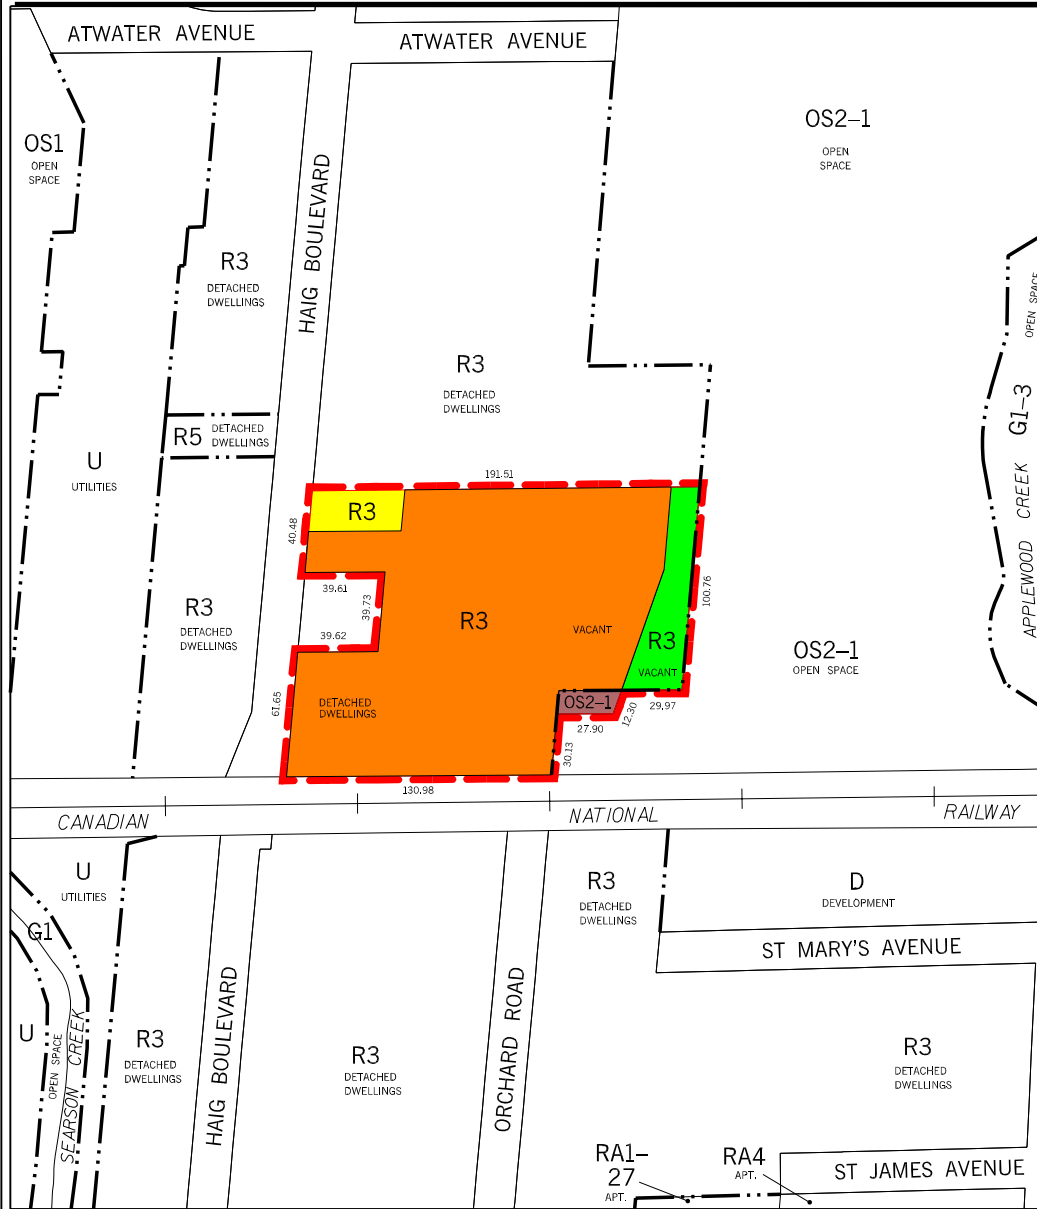 ATWATER AVENUE
ATWATER AVENUE
OS1
OPEN
SPACE
OS2–1
OPEN
SPACE
HAIG BOULEVARD
R3
DETACHED
DWELLINGS
OPEN SPACE
R3
DETACHED
DWELLINGS
G1–3
R5
DETACHED
DWELLINGS
U
UTILITIES
APPLEWOOD CREEK
191.51
R3
40.48
39.61
39.73
100.76
R3
DETACHED
DWELLINGS
39.62
R3
VACANT
R3
VACANT
OS2–1
OPEN SPACE
61.65
DETACHED
DWELLINGS
OS2–1
12.30
29.97
27.90
30.13
130.98
CANADIAN
NATIONAL
RAILWAY
U
UTILITIES
R3
DETACHED
DWELLINGS
D
DEVELOPMENT
G1
ST MARY'S AVENUE
U
OPEN SPACE
SEARSON CREEK
R3
DETACHED
DWELLINGS
HAIG BOULEVARD
R3
DETACHED
DWELLINGS
ORCHARD ROAD
R3
DETACHED
DWELLINGS
RA1–
27
APT.
RA4
APT.
ST JAMES AVENUE